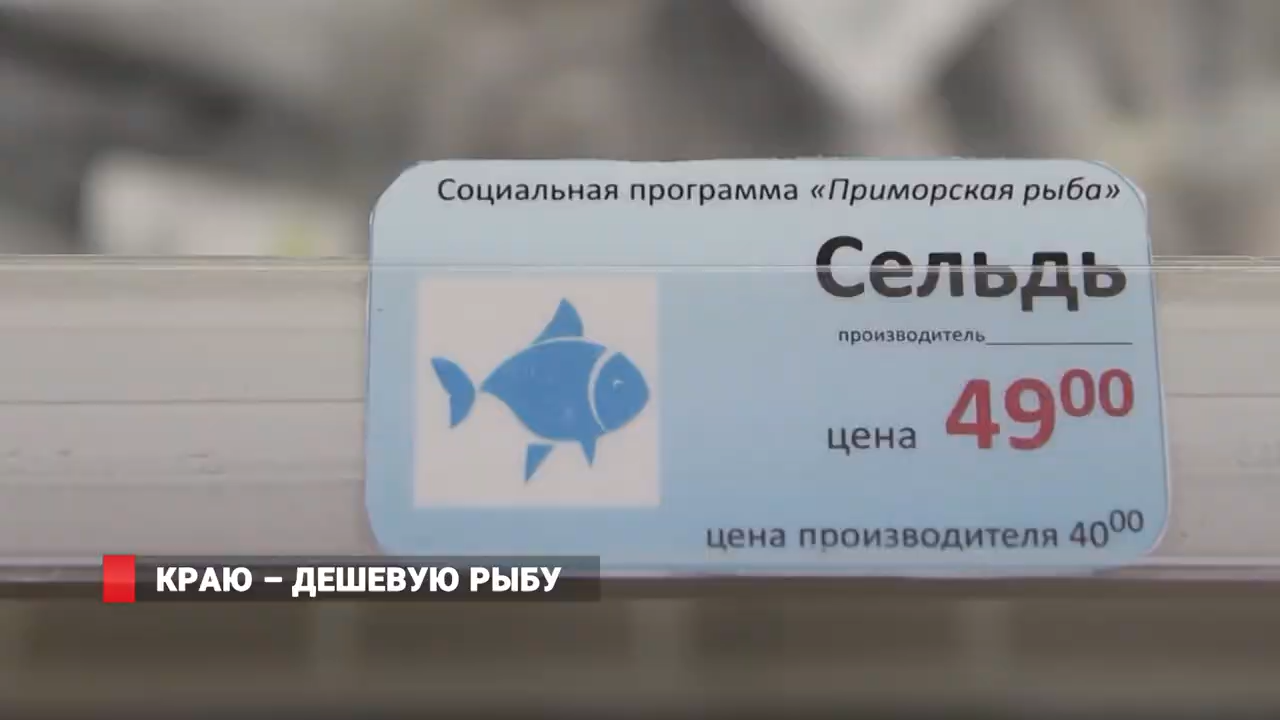 Социальная программа «Приморская рыба»
Сельдь
производитель
цена 49⁰⁰
цена производителя 40⁰⁰
КРАЮ – ДЕШЕВУЮ РЫБУ